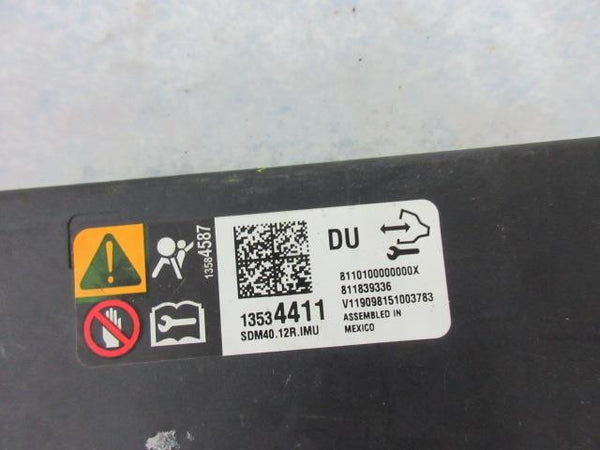 13584587
13534411
SDM40.12R.IMU
DU
8110100000000X
811839336
V119098151003783
ASSEMBLED IN
MEXICO